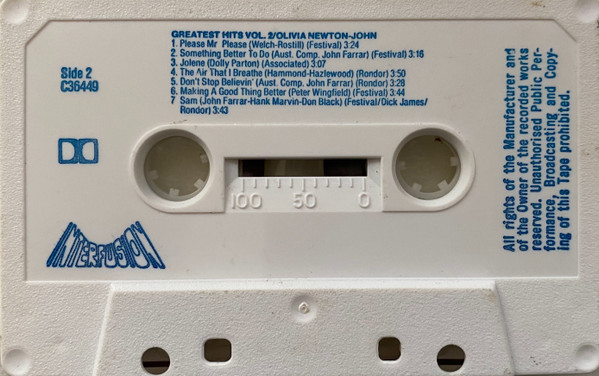 GREATEST HITS VOL. 2/OLIVIA NEWTON-JOHN
1. Please Mr Please (Welch-Rostill) (Festival) 3:24
2. Something Better To Do (Aust. Comp. John Farrar) (Festival) 3:16
3. Jolene (Dolly Parton) (Associated) 3:07
4. The Air That I Breathe (Hammond-Hazlewood) (Rondor) 3:50
5. Don't Stop Believin' (Aust. Comp. John Farrar) (Rondor) 3:28
6. Making A Good Thing Better (Peter Wingfield) (Festival) 3:44
7 Sam (John Farrar-Hank Marvin-Don Black) (Festival/Dick James/
Rondor) 3:43
Side 2
C36449
INTERFUSION
100 50 0
All rights of the Manufacturer and
of the Owner of the recorded works
reserved. Unauthorised Public Per-
formance, Broadcasting and Copy-
ing of this Tape prohibited.